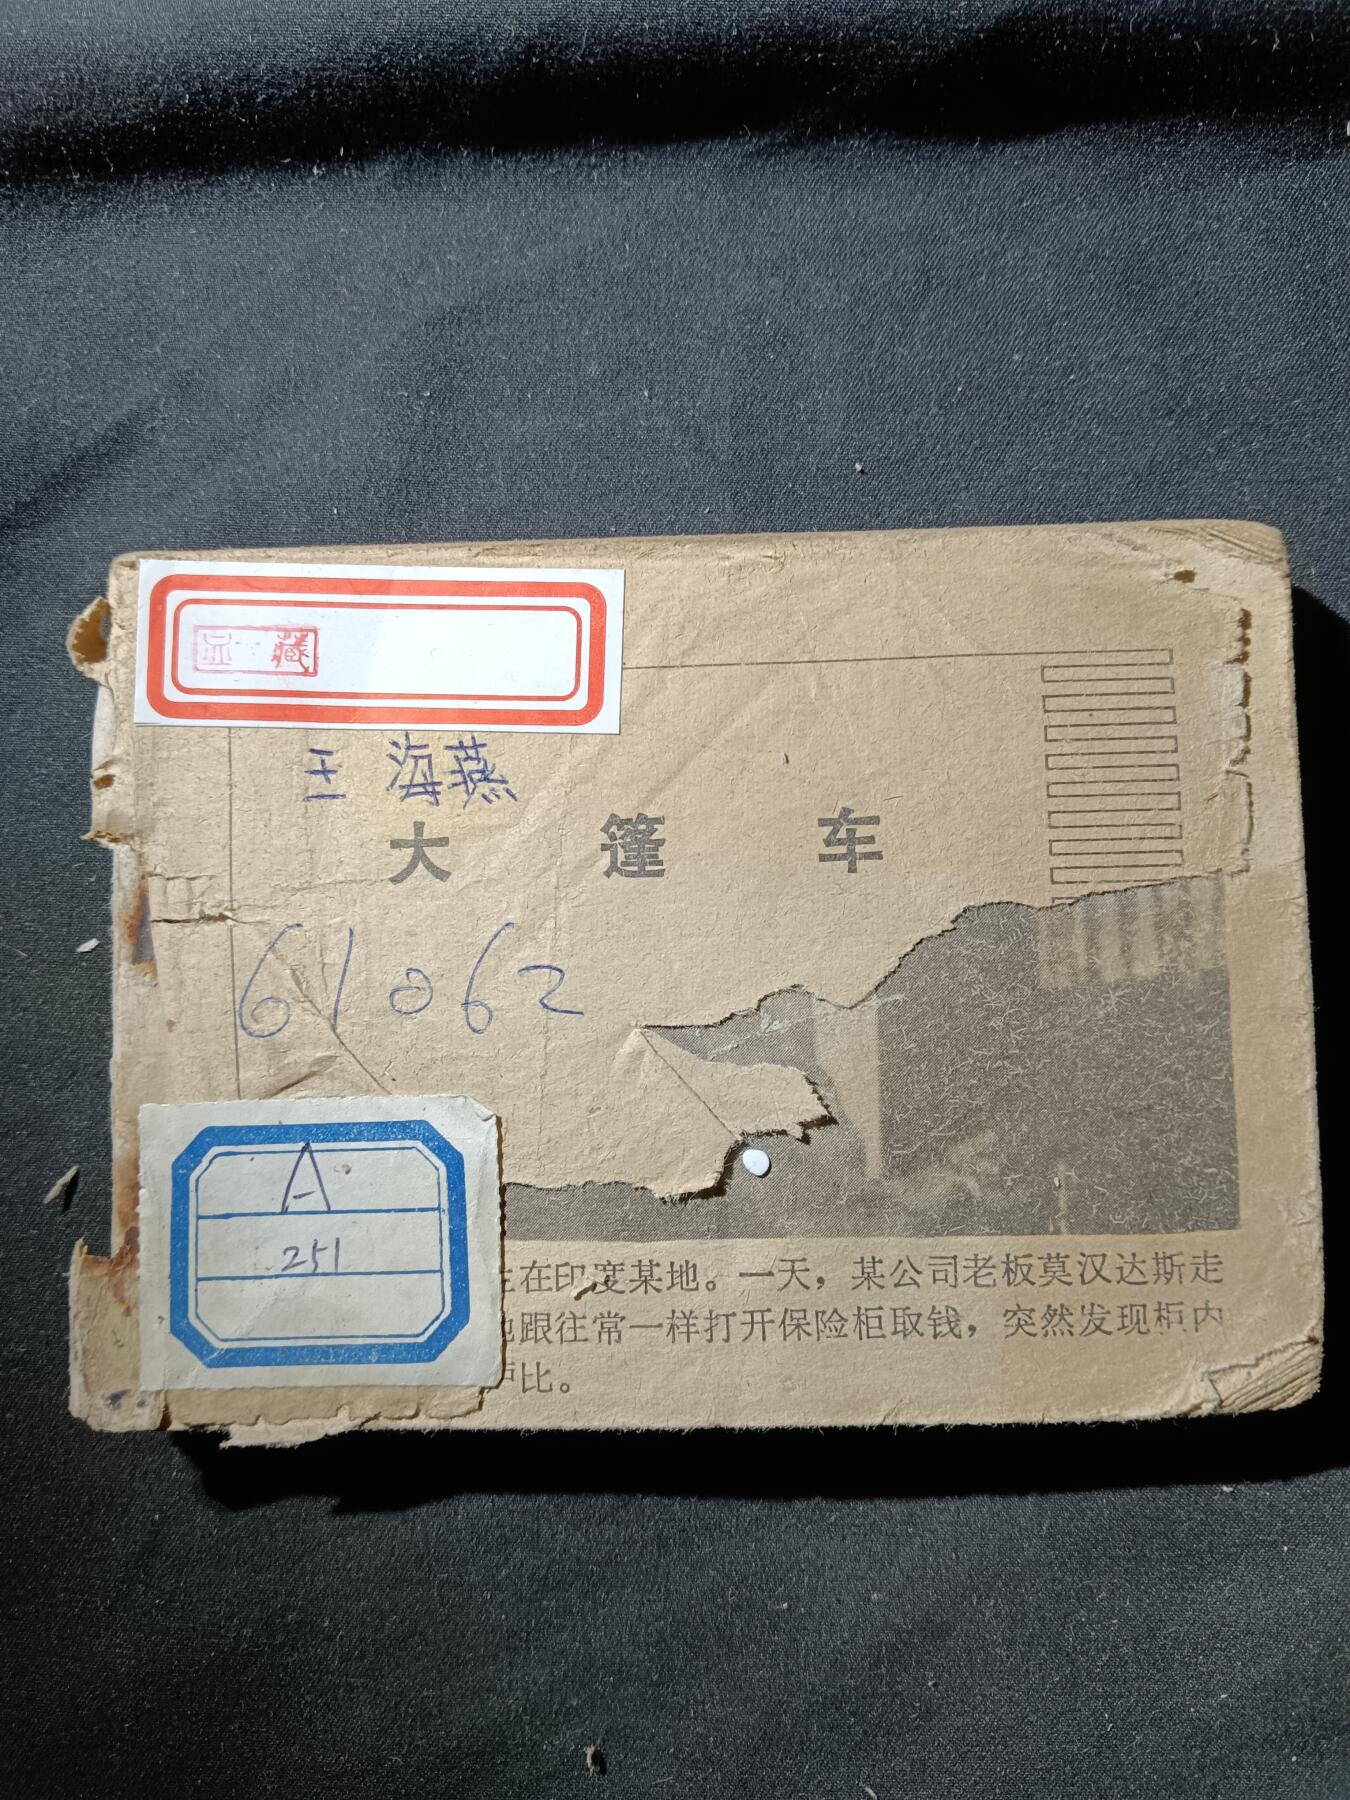 藏
王海燕
大篷车
61062
A
251
在印度某地。一天，某公司老板莫汉达斯走
跟往常一样打开保险柜取钱，突然发现柜内
比。